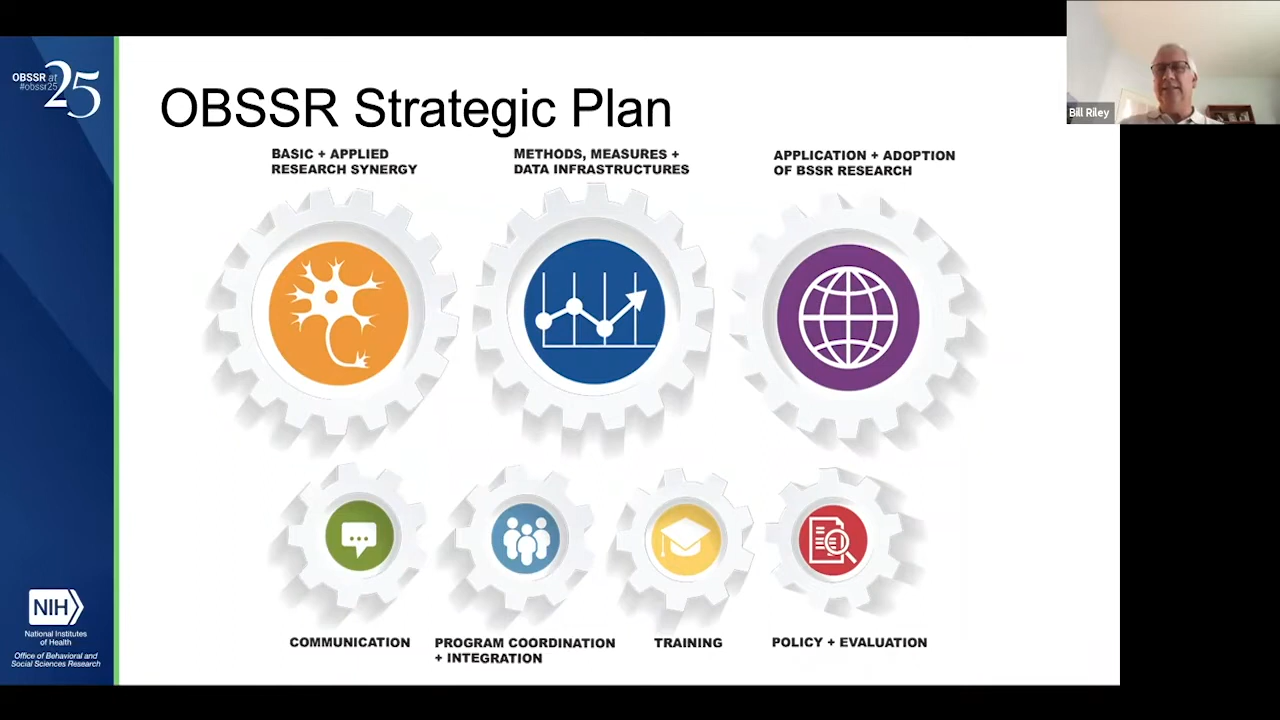 OBSSR at
#obssr25
25
Bill Riley
OBSSR Strategic Plan
BASIC + APPLIED
RESEARCH SYNERGY
METHODS, MEASURES +
DATA INFRASTRUCTURES
APPLICATION + ADOPTION
OF BSSR RESEARCH
COMMUNICATION
PROGRAM COORDINATION
+ INTEGRATION
TRAINING
POLICY + EVALUATION
NIH
National Institutes
of Health
Office of Behavioral and
Social Sciences Research